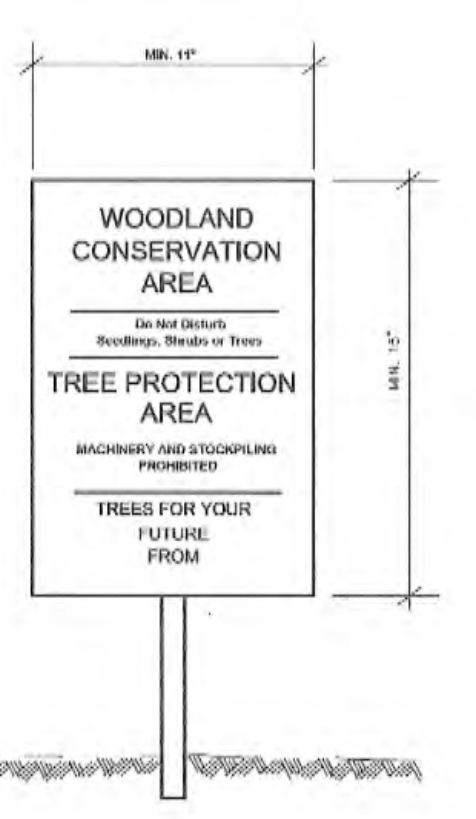 MIN. 11"
WOODLAND
CONSERVATION
AREA
Do Not Disturb
Seedlings, Shrubs or Trees
TREE PROTECTION
AREA
MACHINERY AND STOCKPILING
PROHIBITED
TREES FOR YOUR
FUTURE
FROM
MIN. 15"